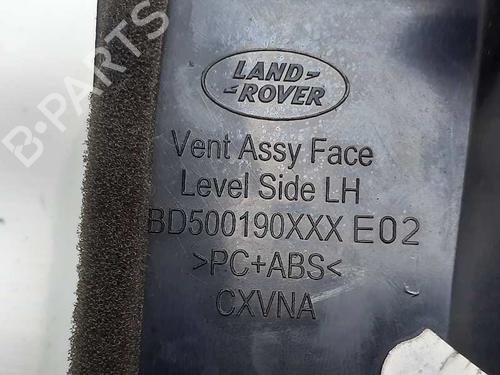 B-PARTS
LAND-
-ROVER
Vent Assy Face
Level Side LH
BD500190XXX E02
>PC+ABS<
CXVNA